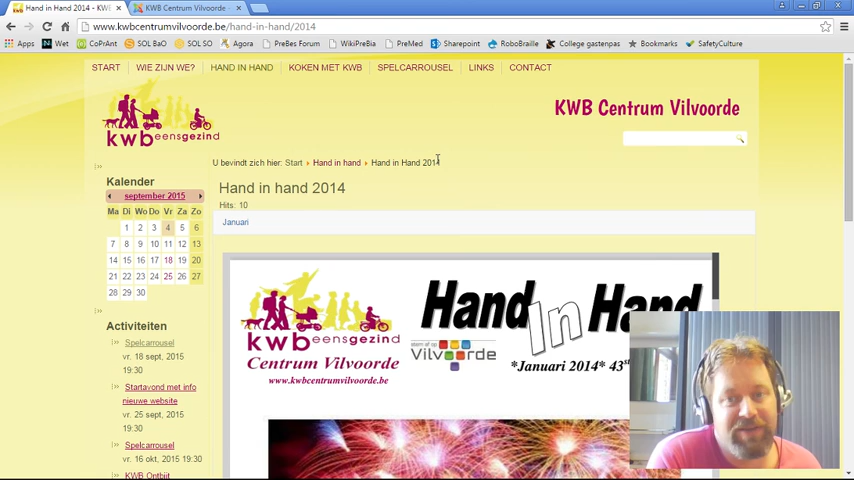 Hand in Hand 2014 - KWB
KWB Centrum Vilvoorde -
www.kwbcentrumvilvoorde.be/hand-in-hand/2014
Apps Wet CoPrAnt SOL BaO SOL SO Agora PreBes Forum WikiPreBia PreMed Sharepoint RoboBraille College gastenpas Bookmarks SafetyCulture
START WIE ZIJN WE? HAND IN HAND KOKEN MET KWB SPELCARROUSEL LINKS CONTACT
kwbeensgezind
KWB Centrum Vilvoorde
U bevindt zich hier: Start Hand in hand Hand in Hand 2014
Kalender
september 2015
Ma Di Wo Do Vr Za Zo
1 2 3 4 5 6
7 8 9 10 11 12 13
14 15 16 17 18 19 20
21 22 23 24 25 26 27
28 29 30
Activiteiten
Spelcarrousel
vr. 18 sept, 2015
19:30
Startavond met info
nieuwe website
vr. 25 sept, 2015
19:30
Spelcarrousel
vr. 16 okt, 2015 19:30
KWB Ontbijt
Hand in hand 2014
Hits: 10
Januari
kwbeensgezind
Centrum Vilvoorde
www.kwbcentrumvilvoorde.be
Hand In Hand
stem af op
Vilvoorde
*Januari 2014* 43st